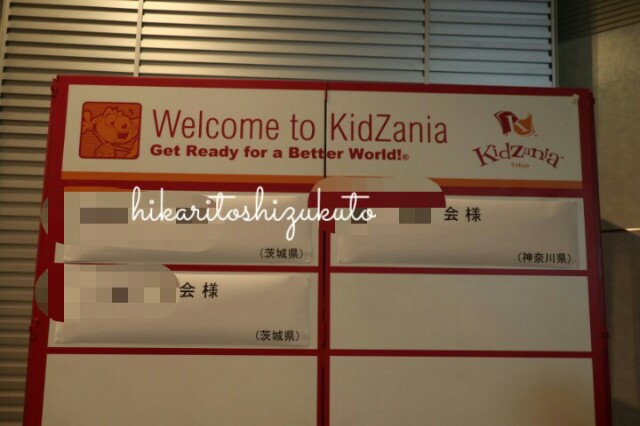 Welcome to KidZania
Get Ready for a Better World!®
KidZania
Tokyo
hikaritoshizukuto
会様
(茨城県)
(神奈川県)
会様
(茨城県)